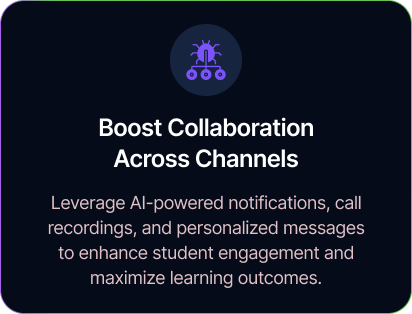 Boost Collaboration
Across Channels
Leverage AI-powered notifications, call
recordings, and personalized messages
to enhance student engagement and
maximize learning outcomes.